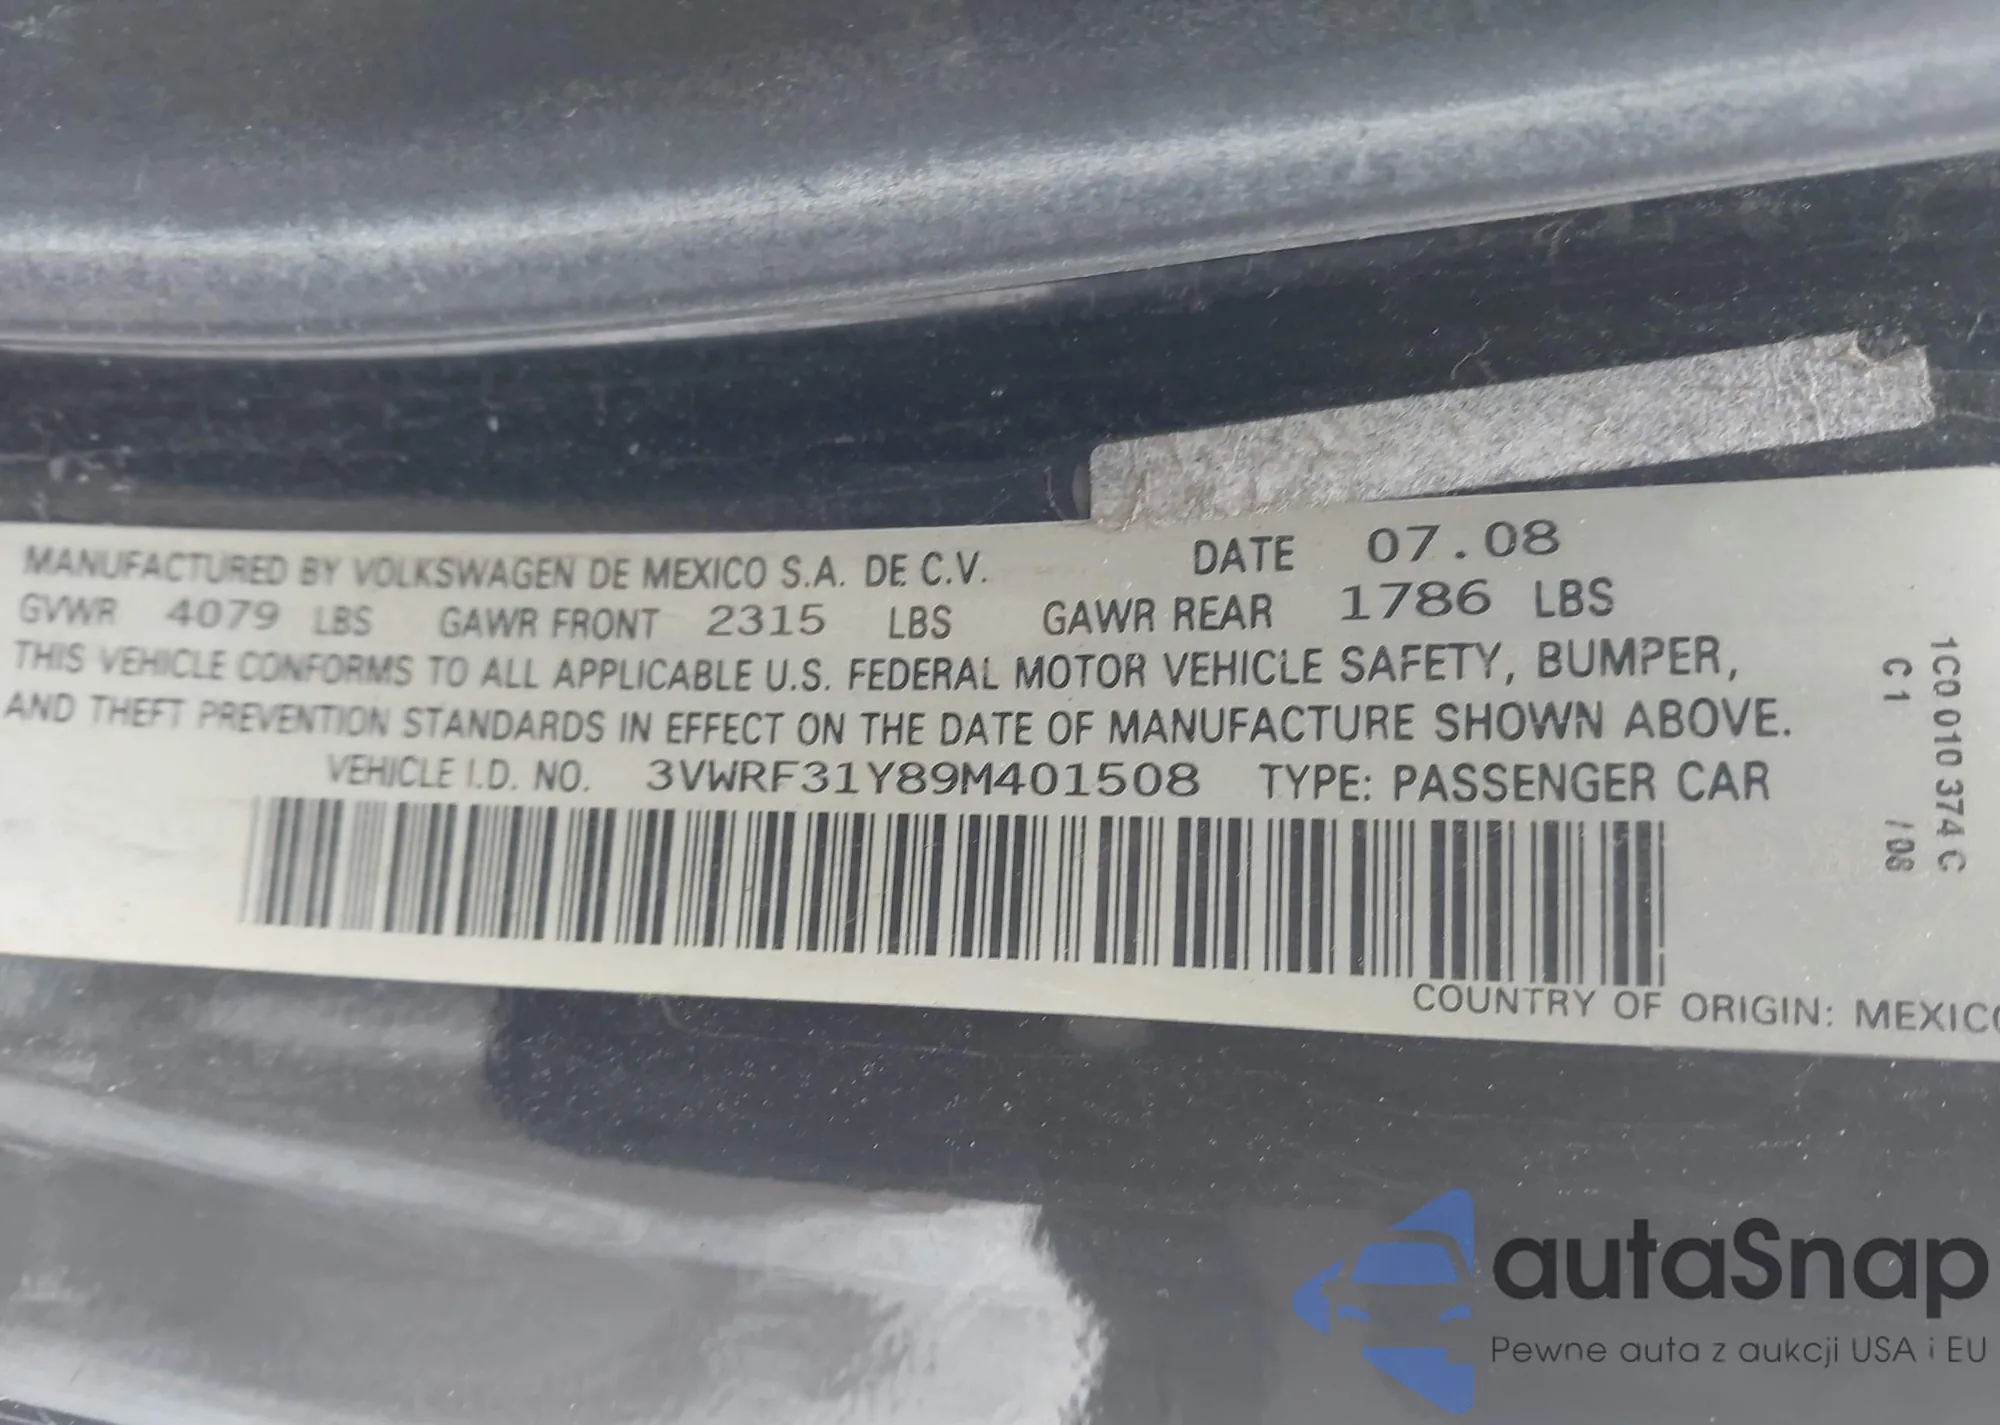 MANUFACTURED BY VOLKSWAGEN DE MEXICO S.A. DE C.V. DATE 07.08
GVWR 4079 LBS GAWR FRONT 2315 LBS GAWR REAR 1786 LBS
THIS VEHICLE CONFORMS TO ALL APPLICABLE U.S. FEDERAL MOTOR VEHICLE SAFETY, BUMPER,
AND THEFT PREVENTION STANDARDS IN EFFECT ON THE DATE OF MANUFACTURE SHOWN ABOVE.
VEHICLE I.D. NO. 3VWRF31Y89M401508 TYPE: PASSENGER CAR
COUNTRY OF ORIGIN: MEXICO
1C0 010 374 C
C1 /08
autaSnap
Pewne auta z aukcji USA i EU